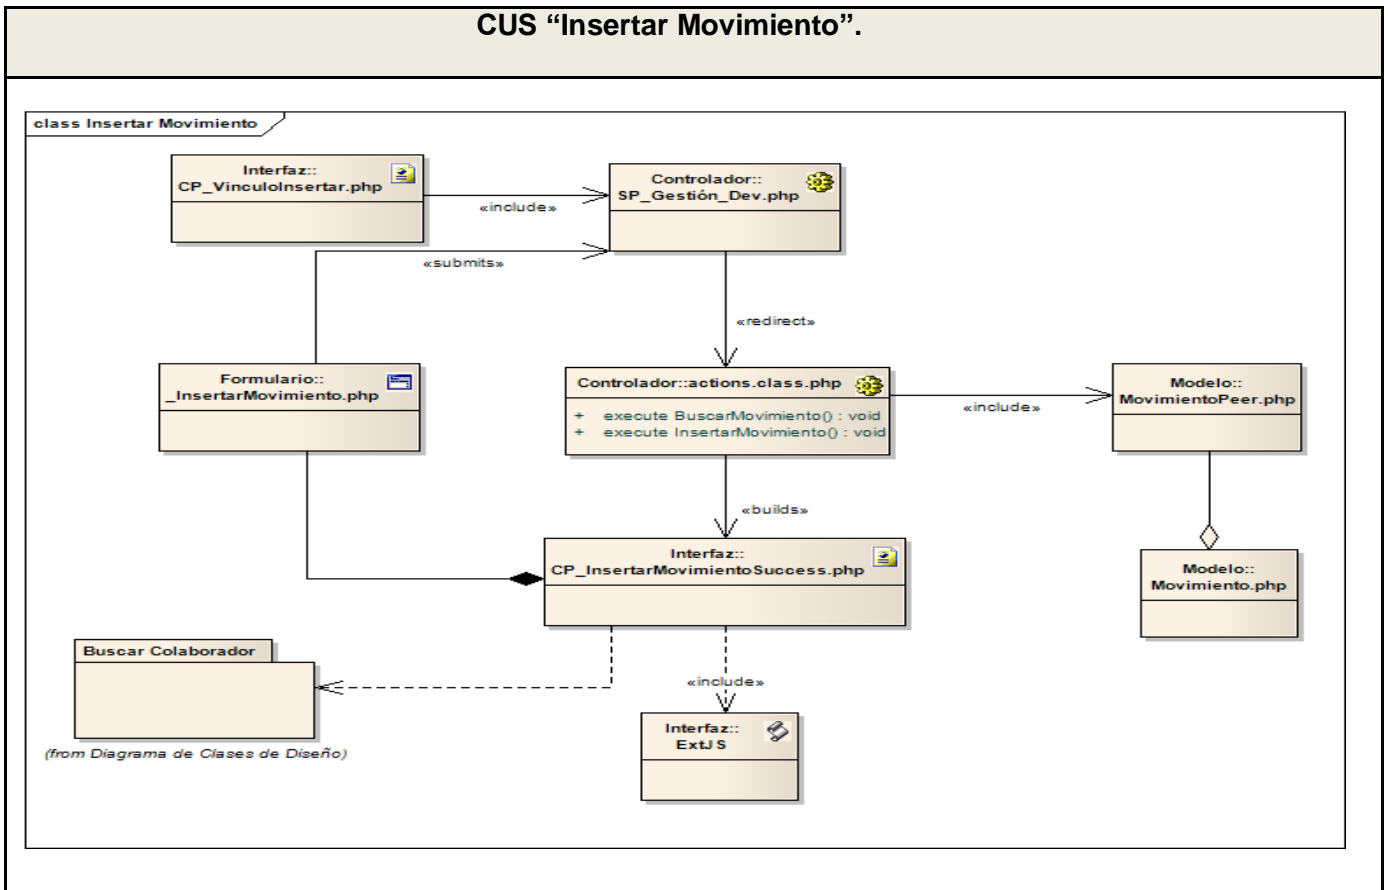 CUS “Insertar Movimiento”.
class Insertar Movimiento
Interfaz::
CP_VinculoInsertar.php
«include»
Controlador::
SP_Gestión_Dev.php
«submits»
«redirect»
Formulario::
_InsertarMovimiento.php
Controlador::actions.class.php
+ execute BuscarMovimiento() : void
+ execute InsertarMovimiento() : void
«include»
Modelo::
MovimientoPeer.php
«builds»
Interfaz::
CP_InsertarMovimientoSuccess.php
Modelo::
Movimiento.php
Buscar Colaborador
(from Diagrama de Clases de Diseño)
«include»
Interfaz::
ExtJS